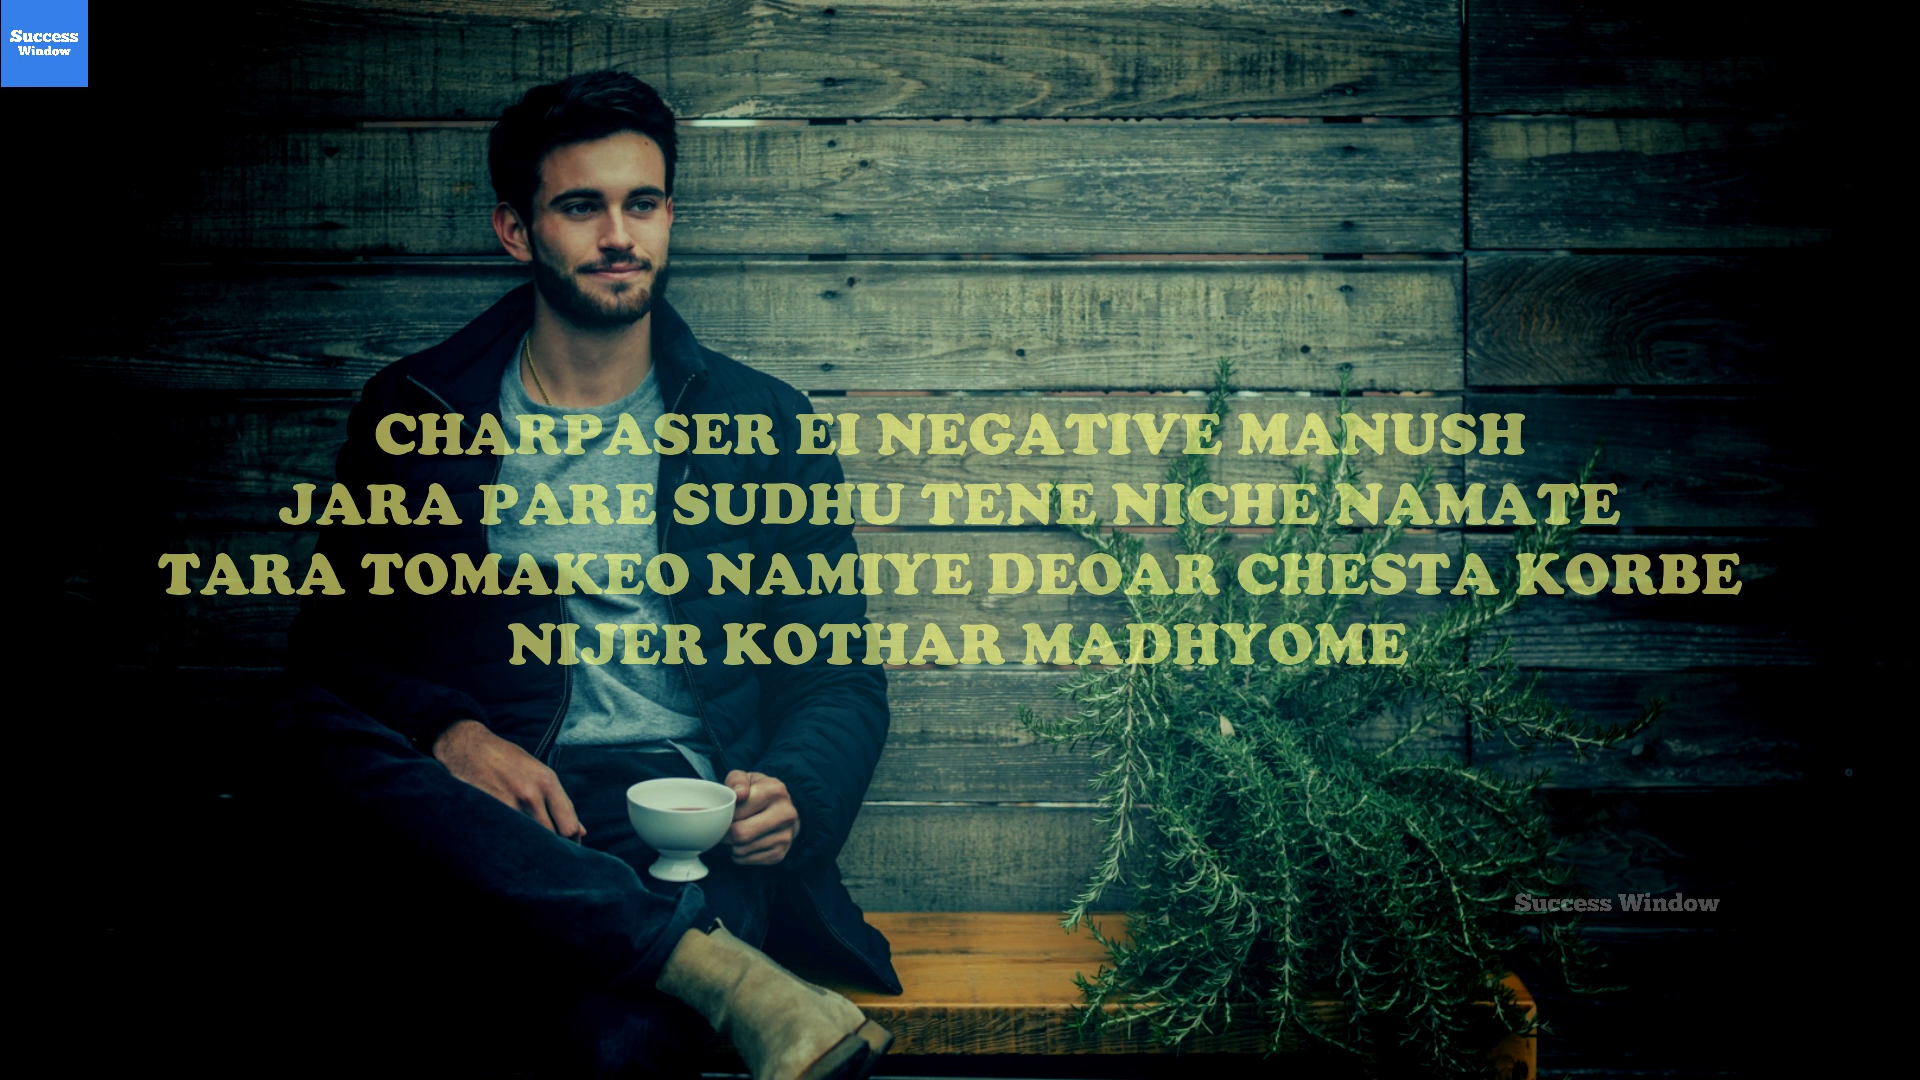 Success
Window
CHARPASER EI NEGATIVE MANUSH
JARA PARE SUDHU TENE NICHE NAMATE
TARA TOMAKEO NAMIYE DEOAR CHESTA KORBE
NIJER KOTHAR MADHYOME
Success Window